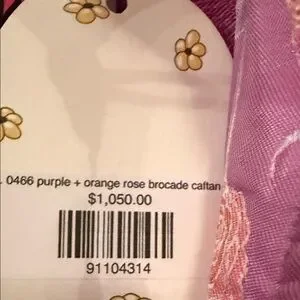 . 0466 purple + orange rose brocade caftan
$1,050.00
91104314